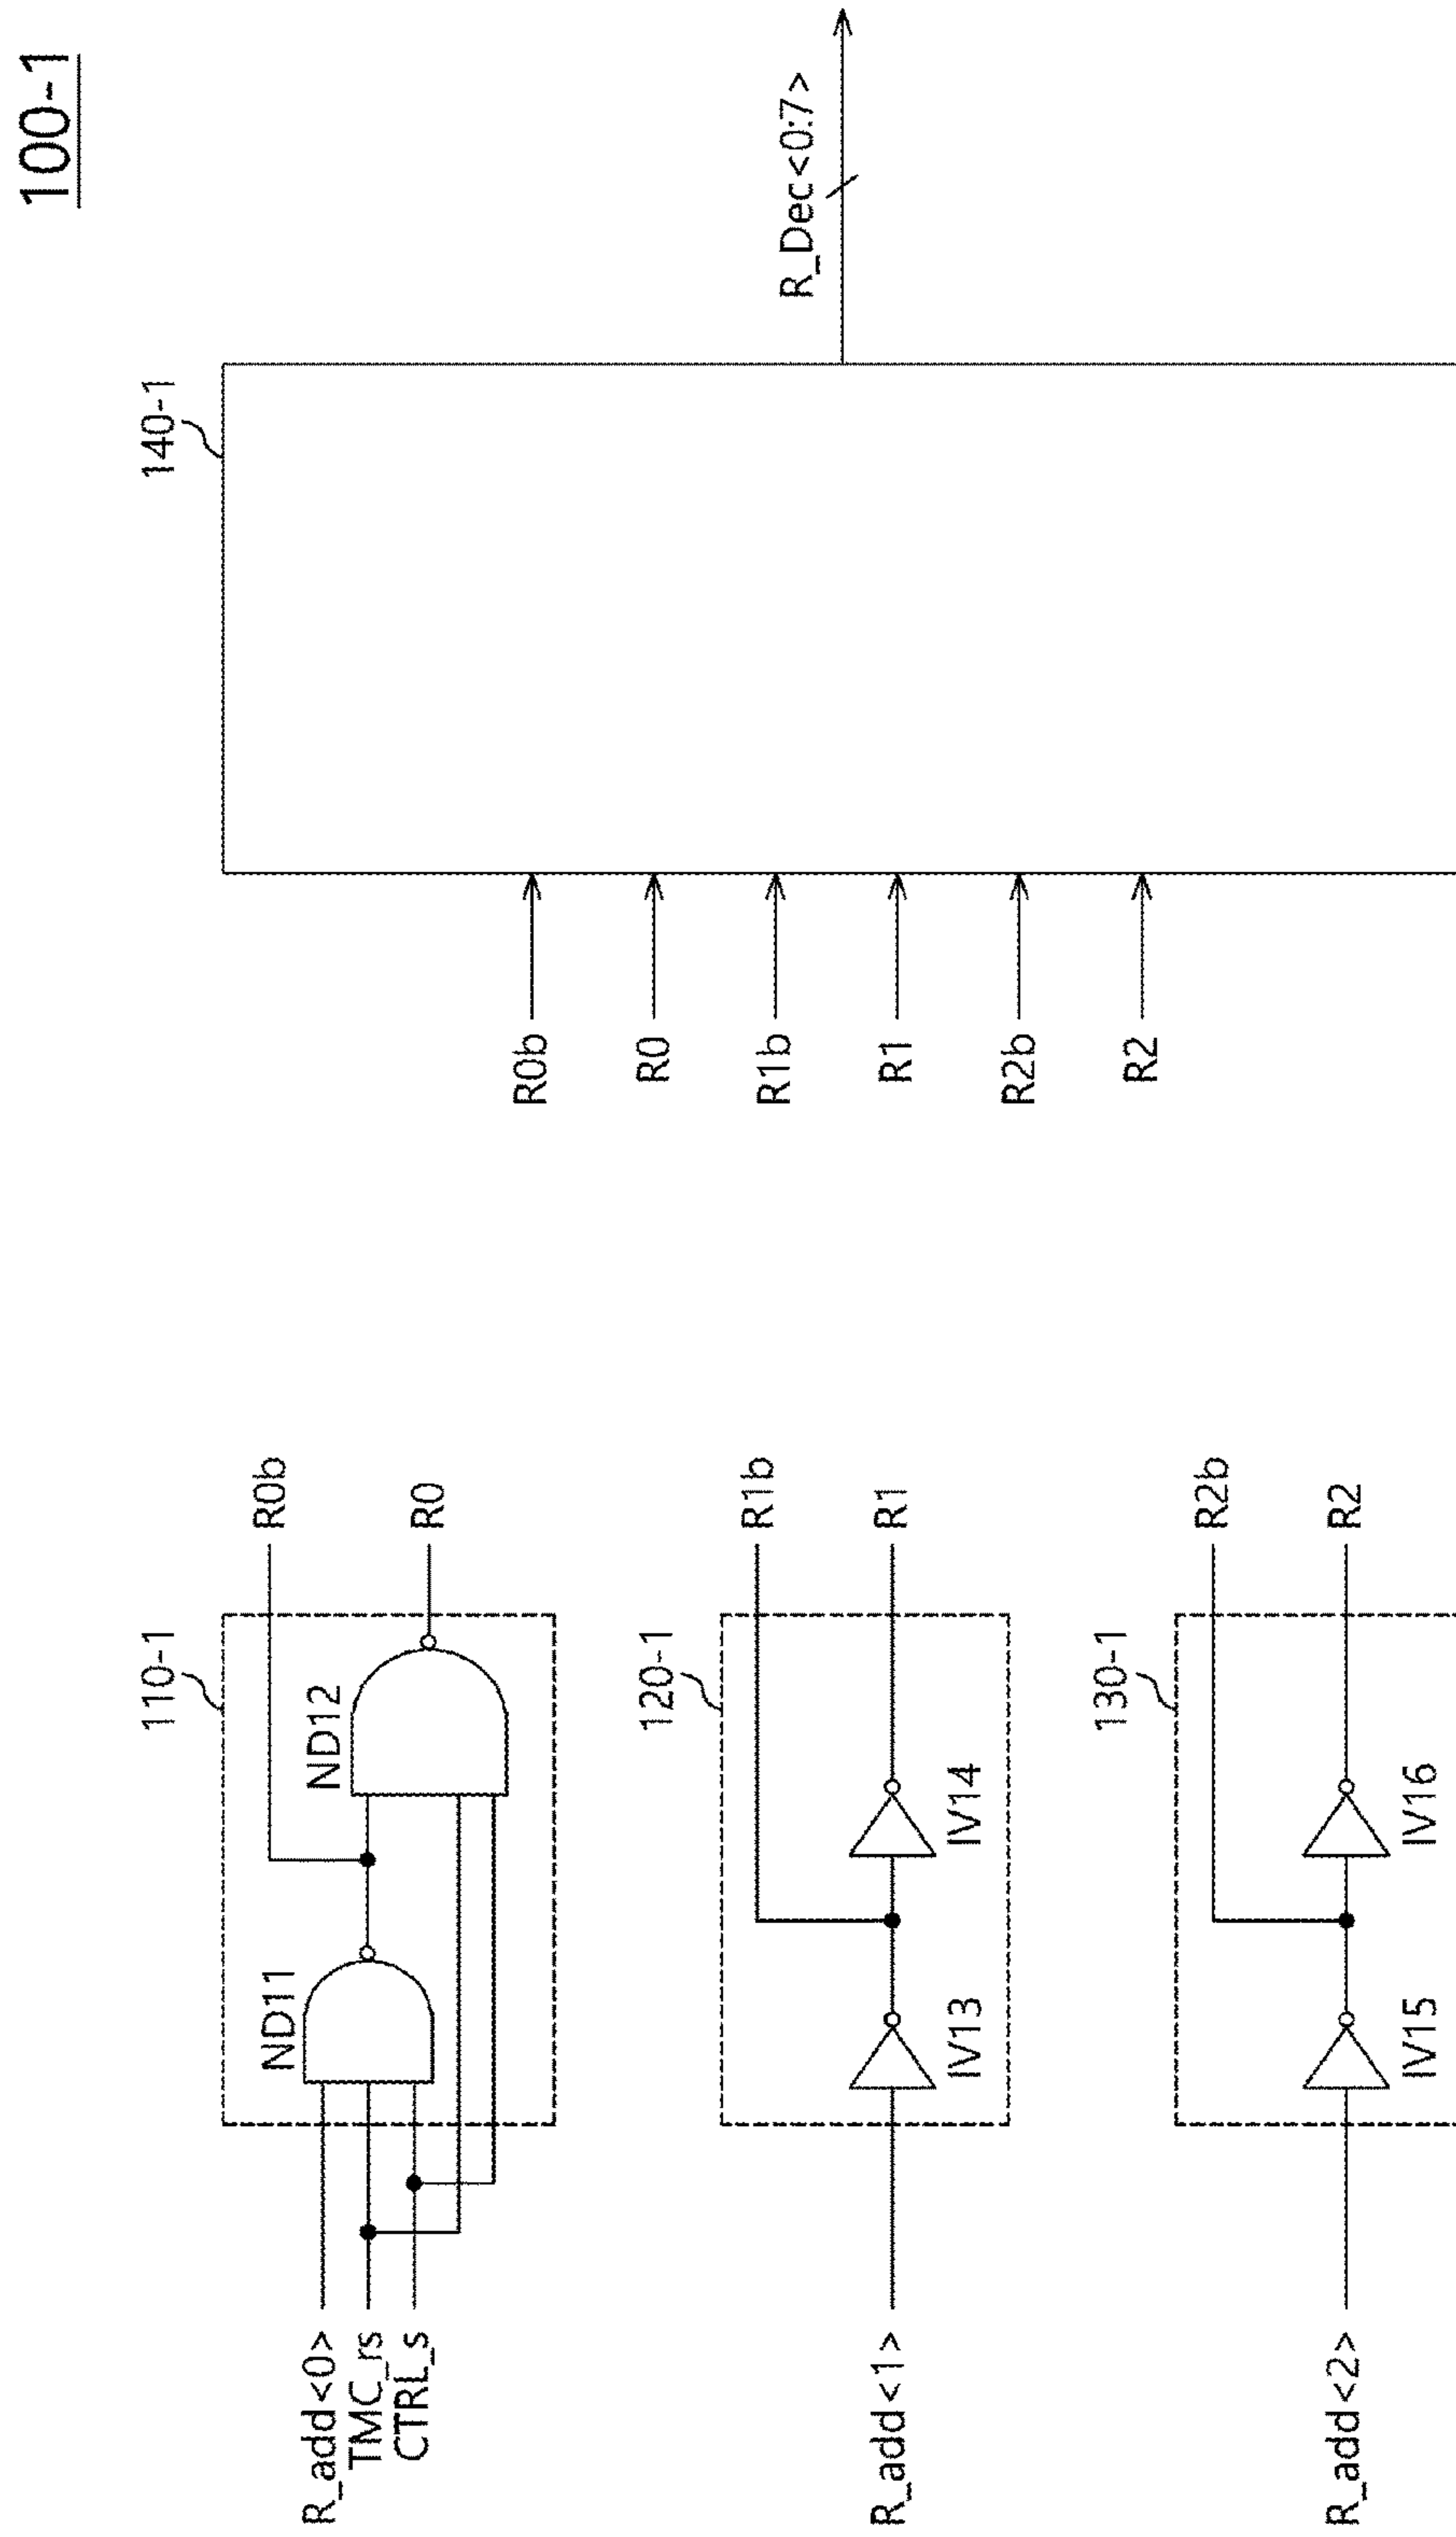 100-1
110-1
R_add<0>
TMC_rs
CTRL_s
ND11
ND12
R0b
R0
120-1
R_add<1>
IV13
IV14
R1b
R1
130-1
R_add<2>
IV15
IV16
R2b
R2
140-1
R0b
R0
R1b
R1
R2b
R2
R_Dec<0:7>